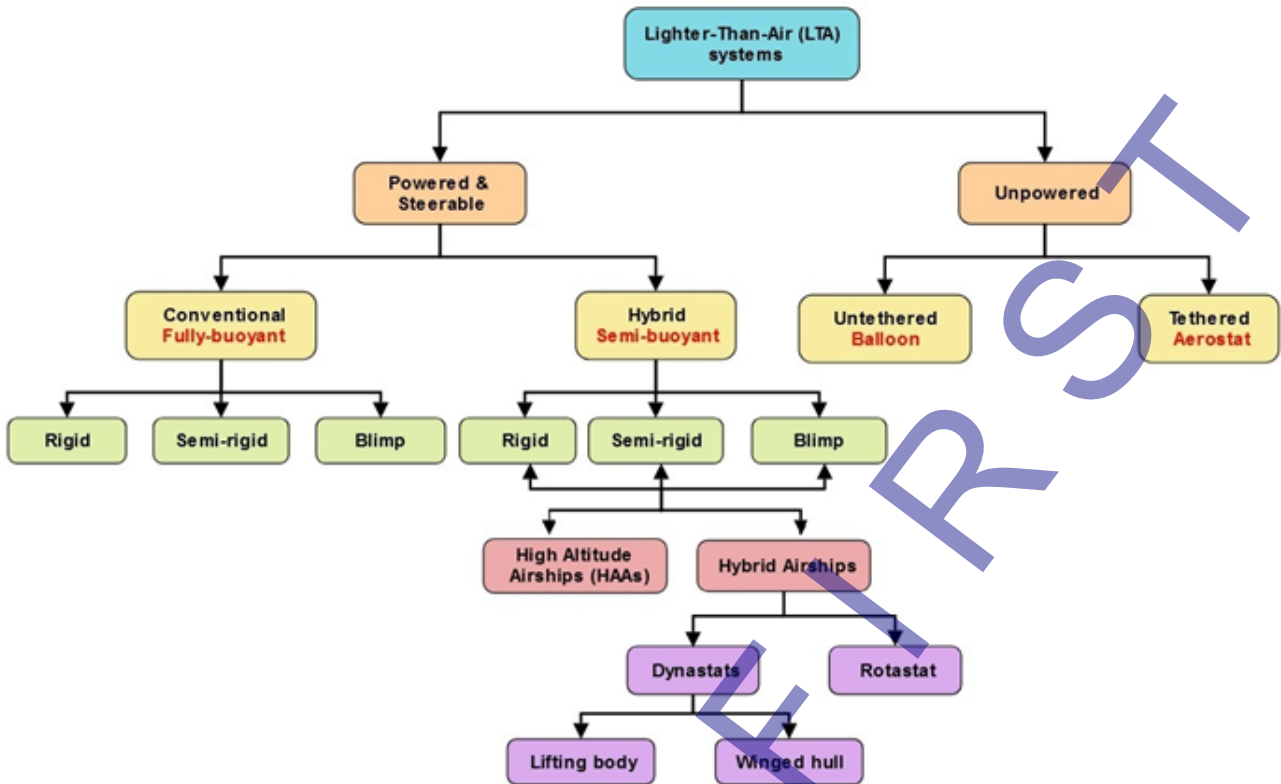 Lighter-Than-Air (LTA)
systems
Powered &
Steerable
Unpowered
Conventional
Fully-buoyant
Hybrid
Semi-buoyant
Untethered
Balloon
Tethered
Aerostat
Rigid
Semi-rigid
Blimp
Rigid
Semi-rigid
Blimp
High Altitude
Airships (HAAs)
Hybrid Airships
Dynastats
Rotastat
Lifting body
Winged hull
FIRST